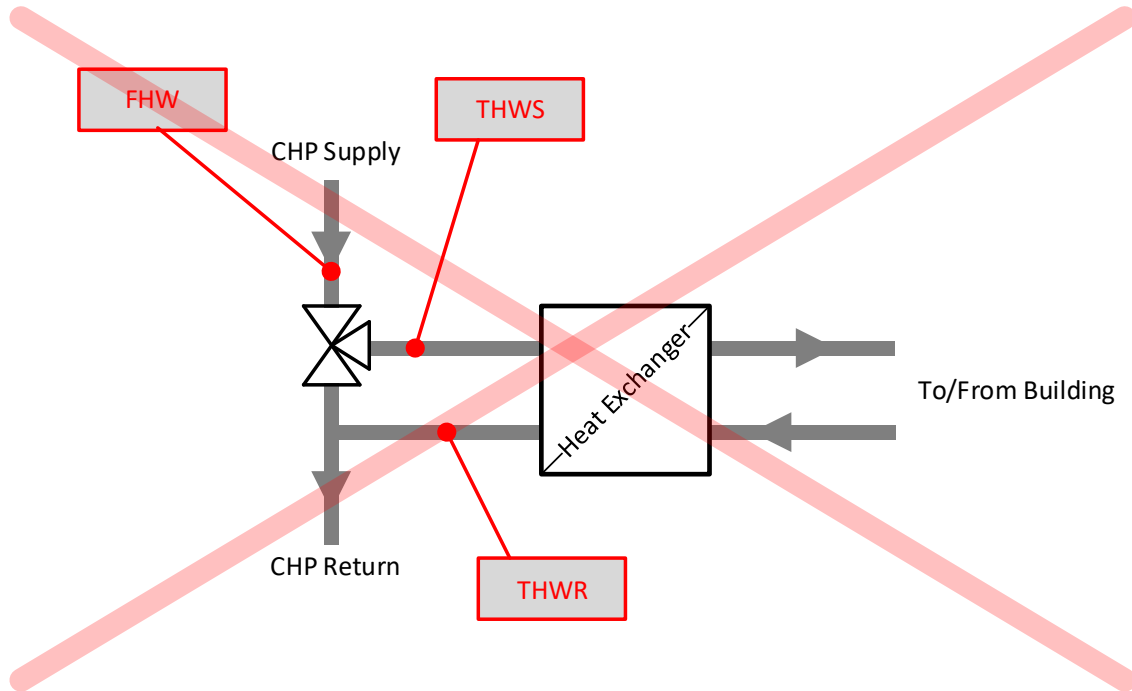 FHW
THWS
CHP Supply
Heat Exchanger
To/From Building
CHP Return
THWR